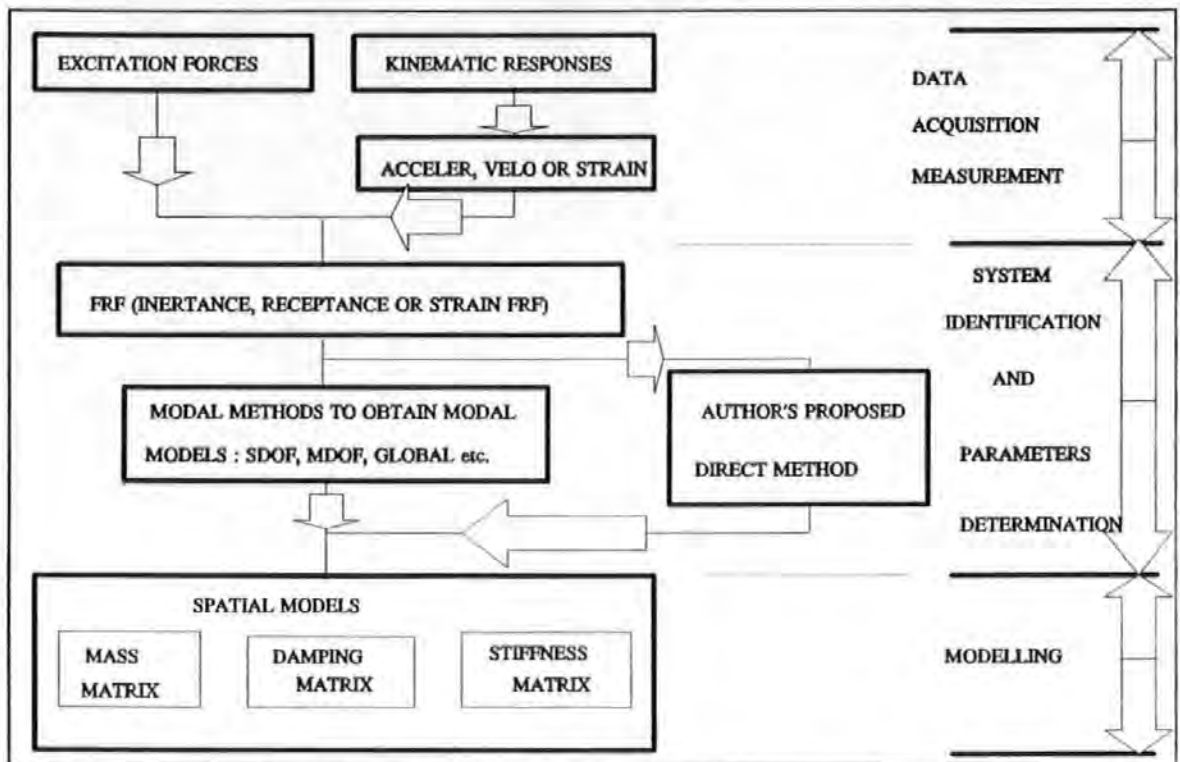 EXCITATION FORCES
KINEMATIC RESPONSES
ACCELER, VELO OR STRAIN
FRF (INERTANCE, RECEPTANCE OR STRAIN FRF)
MODAL METHODS TO OBTAIN MODAL
MODELS : SDOF, MDOF, GLOBAL etc.
AUTHOR'S PROPOSED
DIRECT METHOD
SPATIAL MODELS
MASS
MATRIX
DAMPING
MATRIX
STIFFNESS
MATRIX
DATA
ACQUISITION
MEASUREMENT
SYSTEM
IDENTIFICATION
AND
PARAMETERS
DETERMINATION
MODELLING